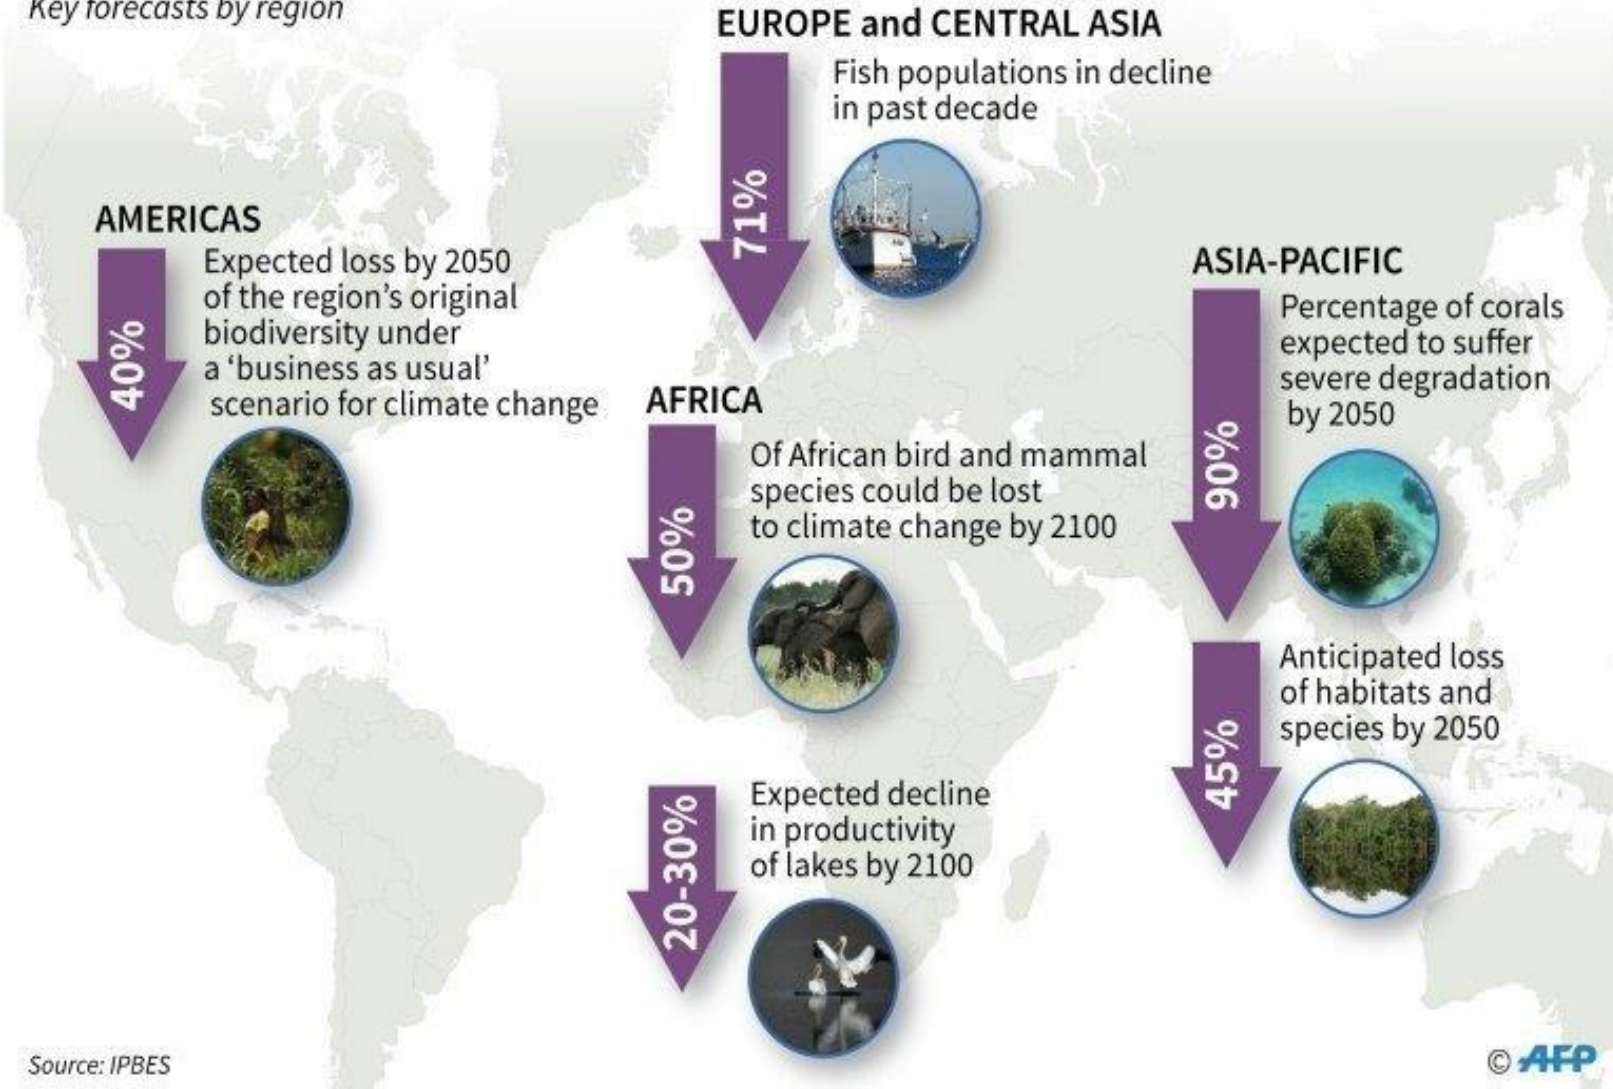 Key forecasts by region
EUROPE and CENTRAL ASIA
71%
Fish populations in decline
in past decade
AMERICAS
40%
Expected loss by 2050
of the region's original
biodiversity under
a ‘business as usual’
scenario for climate change
AFRICA
50%
Of African bird and mammal
species could be lost
to climate change by 2100
20-30%
Expected decline
in productivity
of lakes by 2100
ASIA-PACIFIC
90%
Percentage of corals
expected to suffer
severe degradation
by 2050
45%
Anticipated loss
of habitats and
species by 2050
Source: IPBES
© AFP